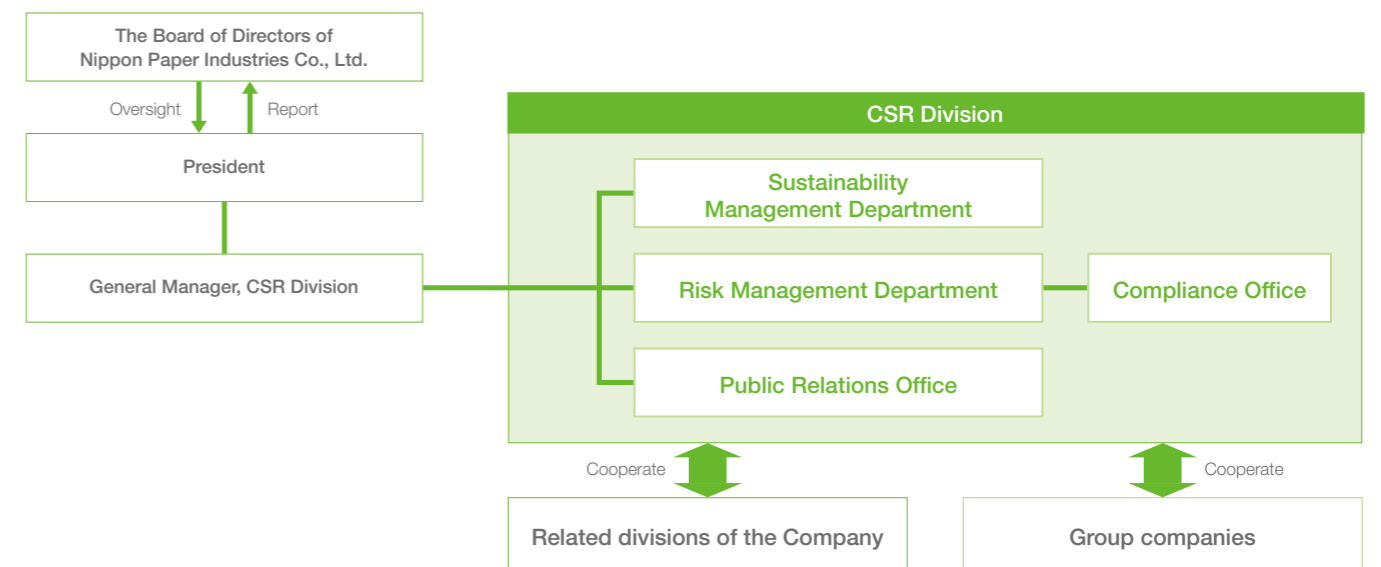 The Board of Directors of
Nippon Paper Industries Co., Ltd.
Oversight
Report
President
General Manager, CSR Division
CSR Division
Sustainability
Management Department
Risk Management Department
Compliance Office
Public Relations Office
Cooperate
Cooperate
Related divisions of the Company
Group companies